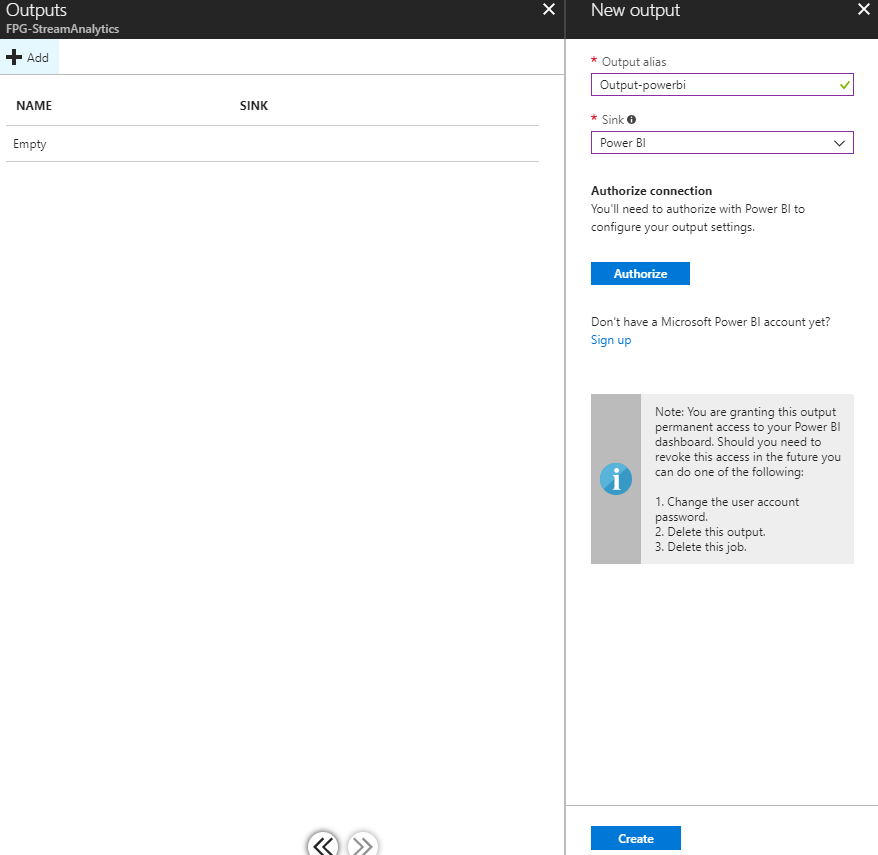 Outputs
FPG-StreamAnalytics
Add
NAME SINK
Empty
New output
* Output alias
Output-powerbi
* Sink
Power BI
Authorize connection
You'll need to authorize with Power BI to
configure your output settings.
Authorize
Don't have a Microsoft Power BI account yet?
Sign up
Note: You are granting this output
permanent access to your Power BI
dashboard. Should you need to
revoke this access in the future you
can do one of the following:
1. Change the user account
password.
2. Delete this output.
3. Delete this job.
Create